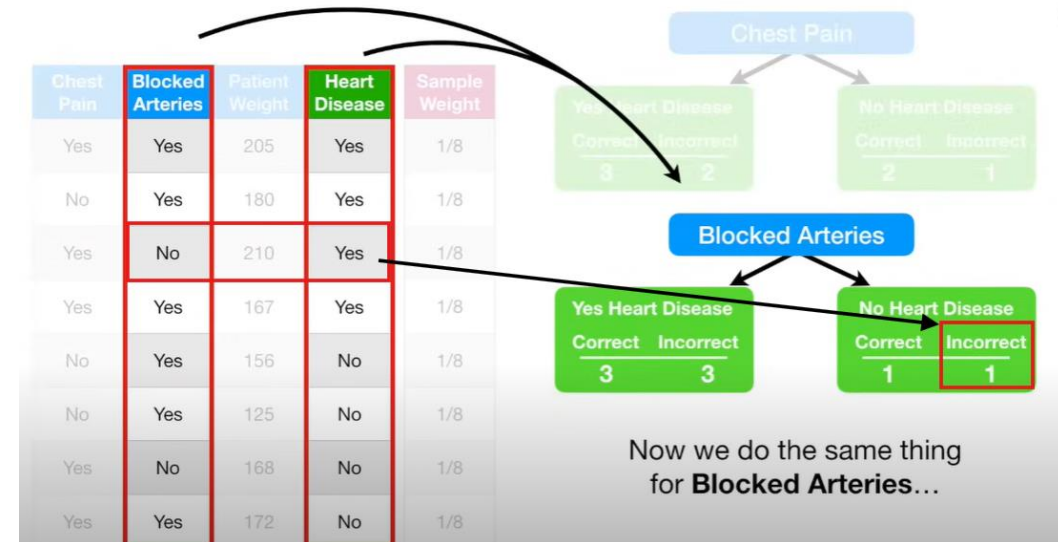 Chest Pain
Chest Pain Blocked Arteries Patient Weight Heart Disease Sample Weight
Yes Yes 205 Yes 1/8
No Yes 180 Yes 1/8
Yes No 210 Yes 1/8
Yes Yes 167 Yes 1/8
No Yes 156 No 1/8
No Yes 125 No 1/8
Yes No 168 No 1/8
Yes Yes 172 No 1/8
Yes Heart Disease
Correct Incorrect
3 2
No Heart Disease
Correct Incorrect
2 1
Blocked Arteries
Yes Heart Disease
Correct Incorrect
3 3
No Heart Disease
Correct Incorrect
1 1
Now we do the same thing
for Blocked Arteries…